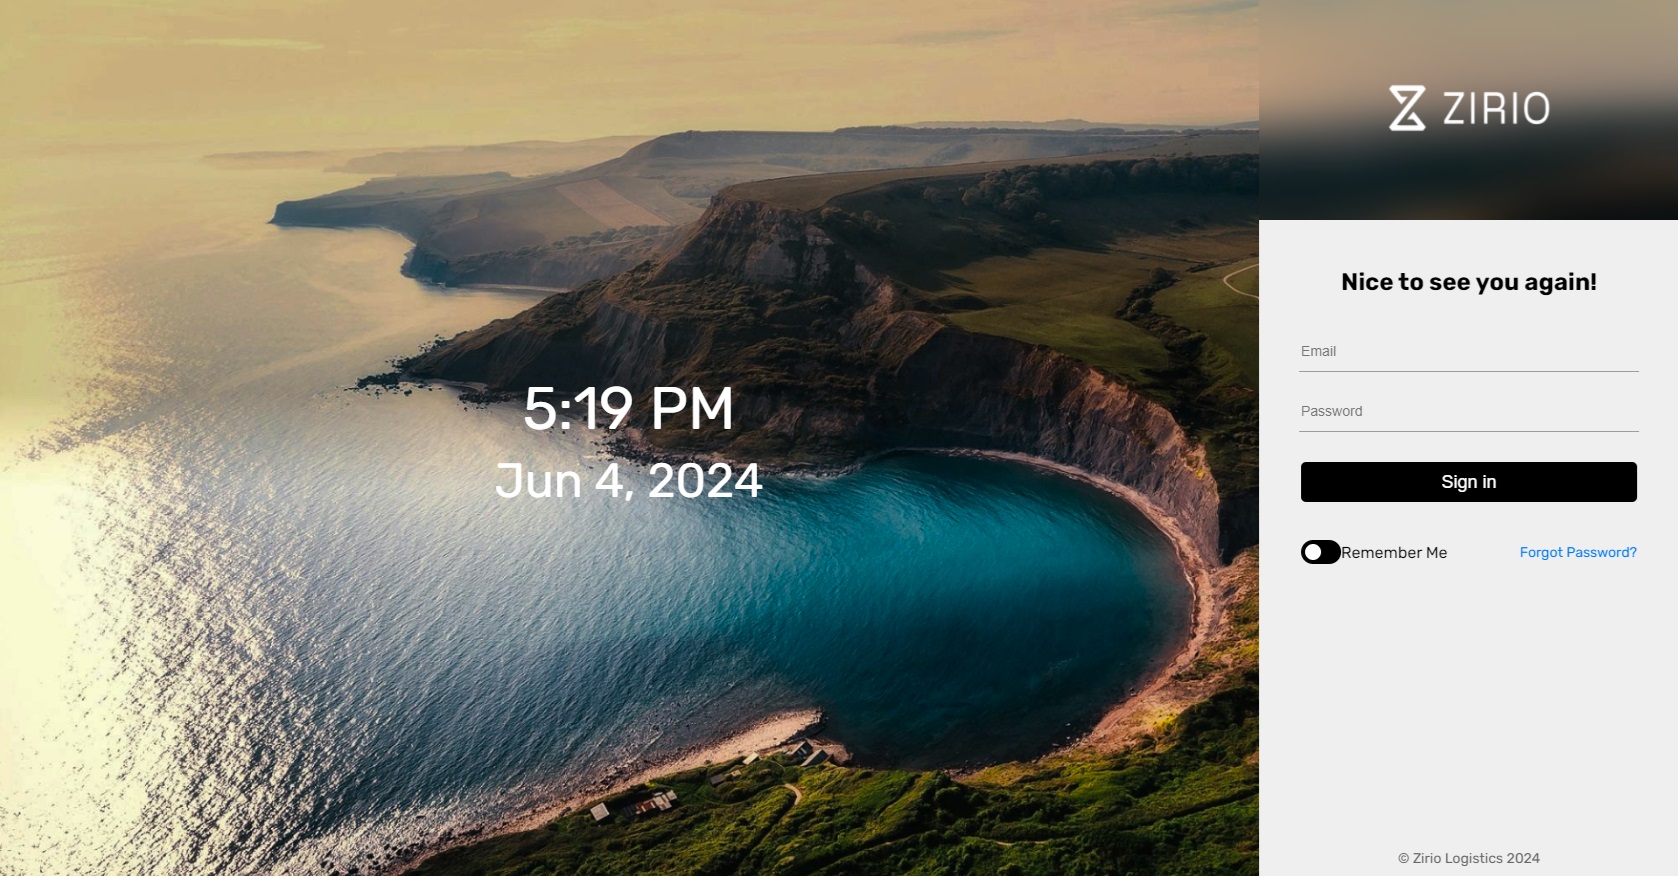 5:19 PM
Jun 4, 2024
ZIRIO
Nice to see you again!
Email
Password
Sign in
Remember Me
Forgot Password?
© Zirio Logistics 2024